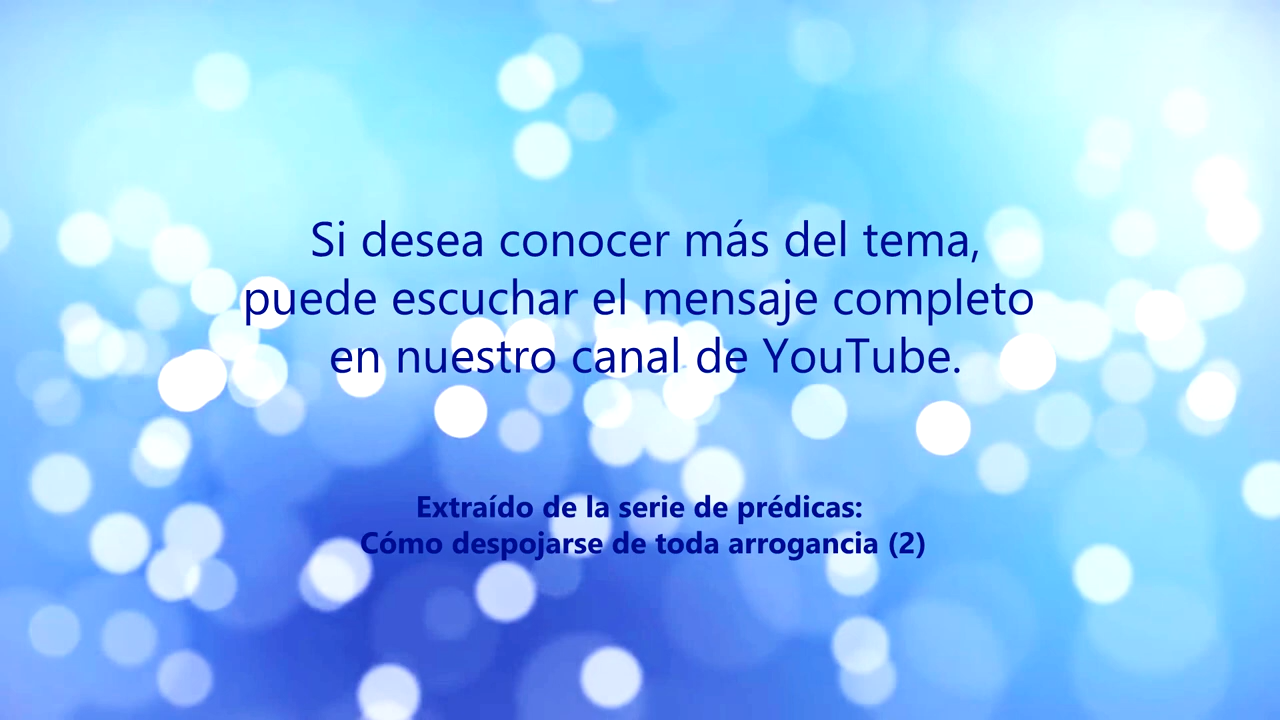 Si desea conocer más del tema,
puede escuchar el mensaje completo
en nuestro canal de YouTube.
Extraído de la serie de prédicas:
Cómo despojarse de toda arrogancia (2)